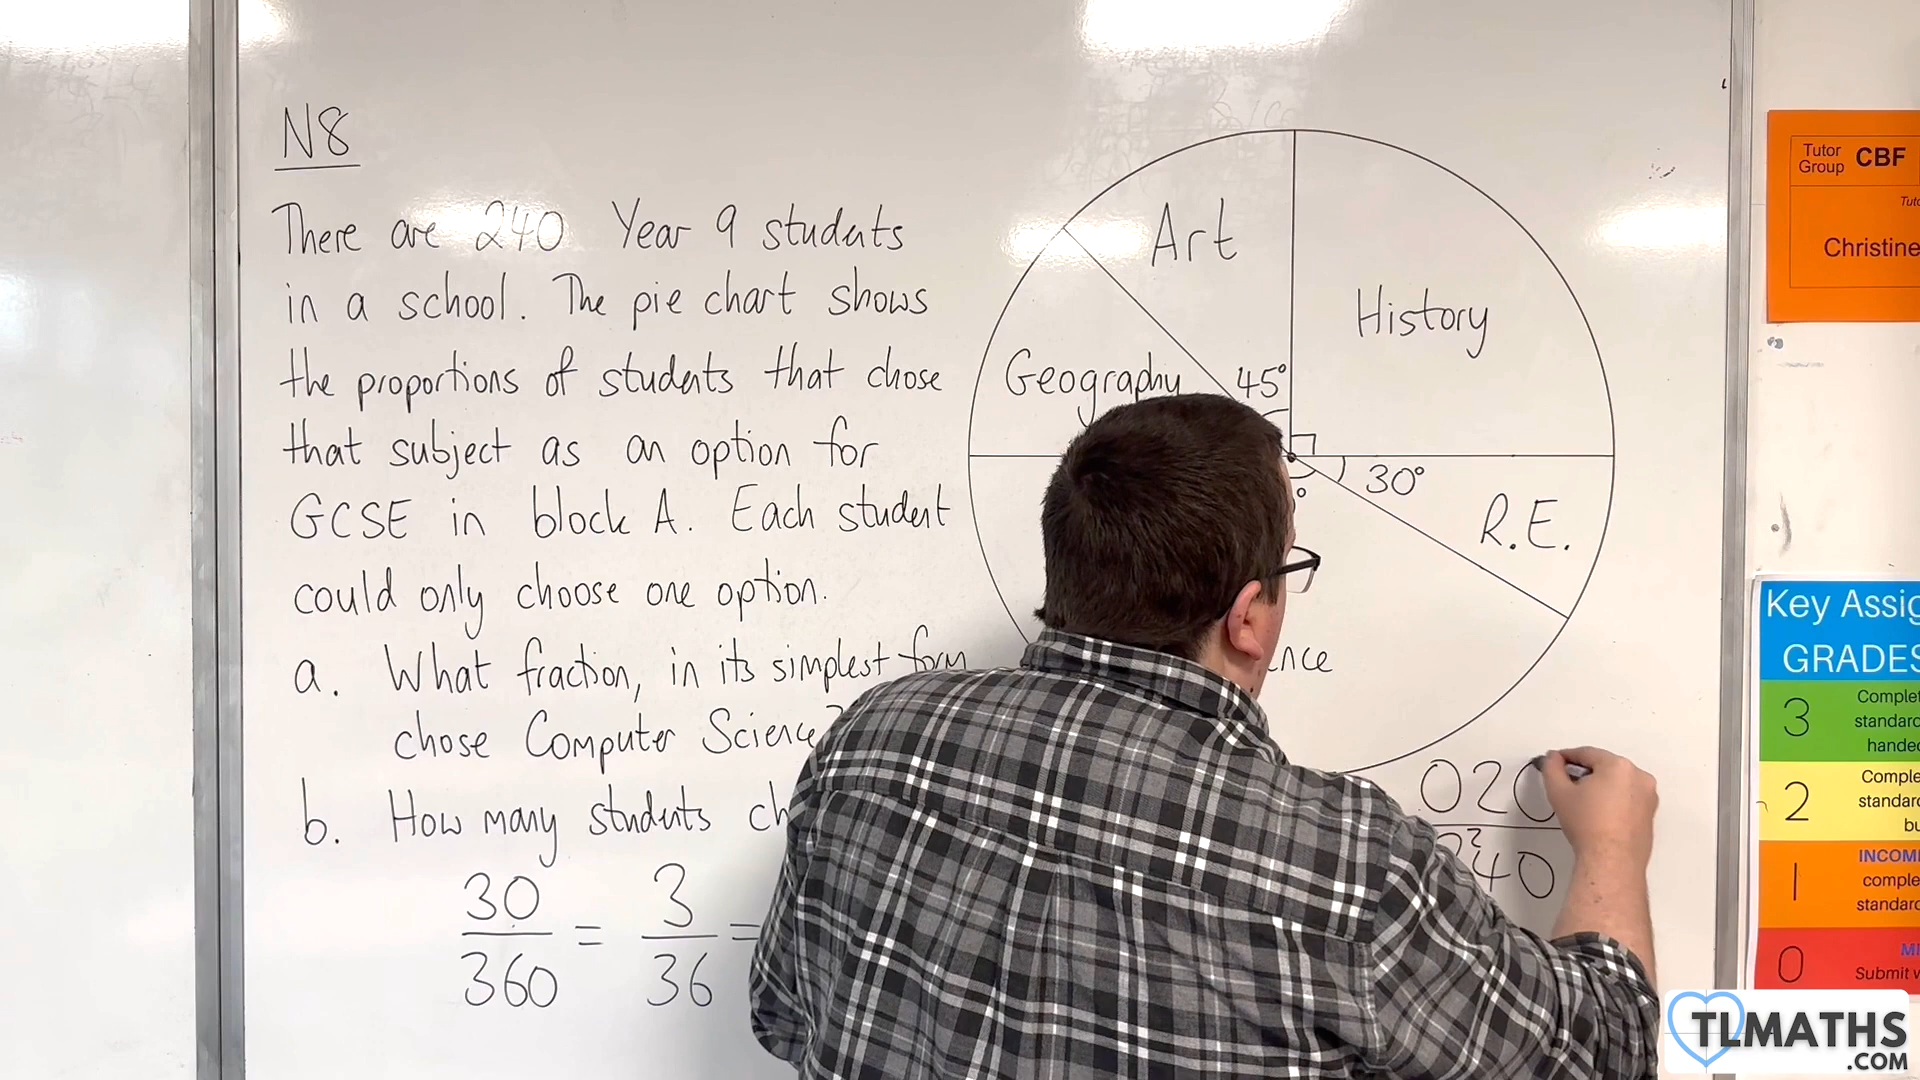 N8
There are 240 Year 9 students
in a school. The pie chart shows
the proportions of students that chose
that subject as an option for
GCSE in block A. Each student
could only choose one option.
a. What fraction, in its simplest form
chose Computer Science?
b. How many students
30/360 = 3/36 =
Art
History
Geography
45°
30°
R.E.
020
240
Tutor Group CBF
Christine
Key
GRADES
3
2
1
0
Submit
TLMATHS
.COM